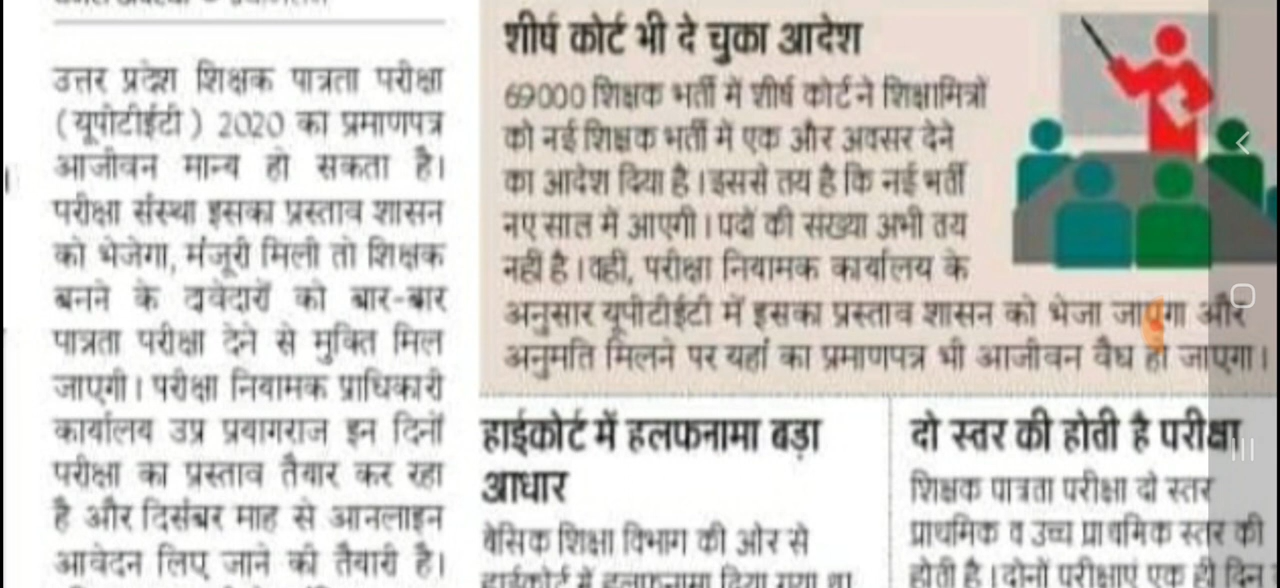 उत्तर प्रदेश शिक्षक पात्रता परीक्षा
(यूपीटीईटी) 2020 का प्रमाणपत्र
आजीवन मान्य हो सकता है।
परीक्षा संस्था इसका प्रस्ताव शासन
को भेजेगा, मंजूरी मिली तो शिक्षक
बनने के दावेदारों को बार-बार
पात्रता परीक्षा देने से मुक्ति मिल
जाएगी। परीक्षा नियामक प्राधिकारी
कार्यालय उप्र प्रयागराज इन दिनों
परीक्षा का प्रस्ताव तैयार कर रहा
है और दिसंबर माह से आनलाइन
आवेदन लिए जाने की तैयारी है।
शीर्ष कोर्ट भी दे चुका आदेश
69000 शिक्षक भर्ती में शीर्ष कोर्ट ने शिक्षामित्रों
को नई शिक्षक भर्ती में एक और अवसर देने
का आदेश दिया है। इससे तय है कि नई भर्ती
नए साल में आएगी। पदों की संख्या अभी तय
नहीं है। वहीं, परीक्षा नियामक कार्यालय के
अनुसार यूपीटीईटी में इसका प्रस्ताव शासन को भेजा जाएगा और
अनुमति मिलने पर यहां का प्रमाणपत्र भी आजीवन वैध हो जाएगा।
हाईकोर्ट में हलफनामा बड़ा
आधार
बेसिक शिक्षा विभाग की ओर से
हाईकोर्ट में हलफनामा दिया गया था
दो स्तर की होती है परीक्षा
शिक्षक पात्रता परीक्षा दो स्तर
प्राथमिक व उच्च प्राथमिक स्तर की
होती है। दोनों परीक्षाएं एक ही दिन